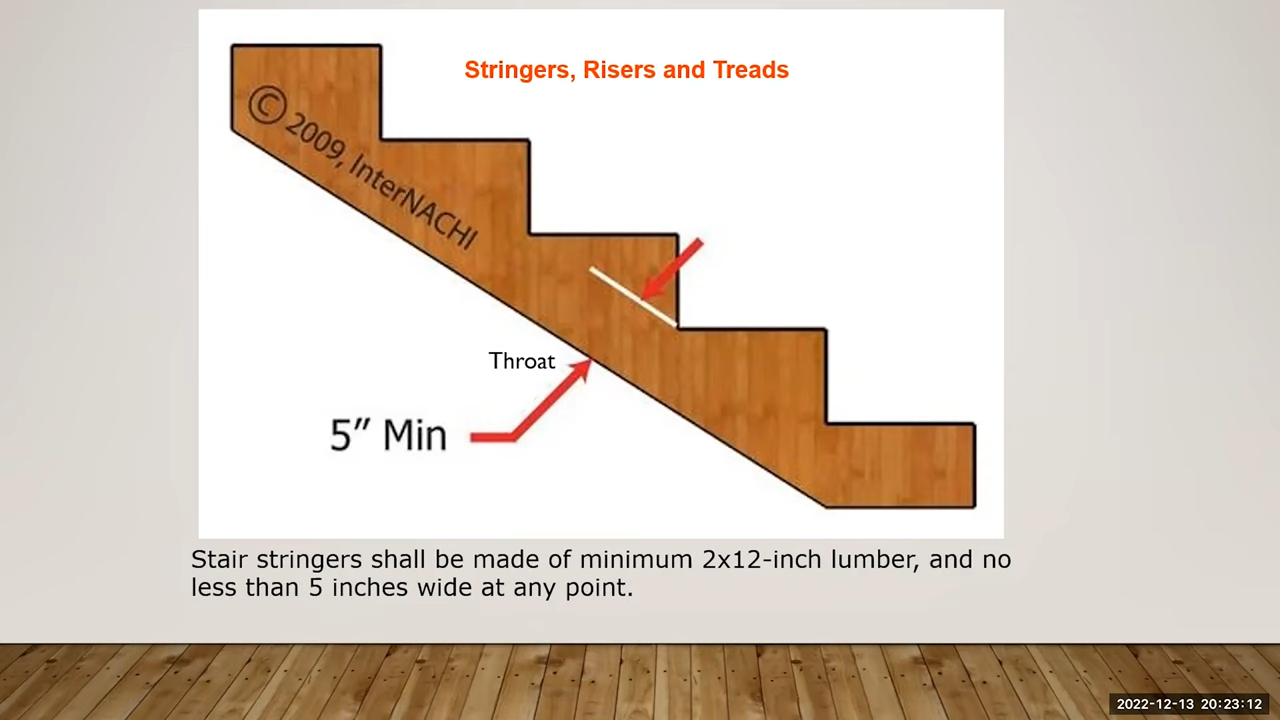 Stringers, Risers and Treads
© 2009, InterNACHI
Throat
5” Min
Stair stringers shall be made of minimum 2x12-inch lumber, and no
less than 5 inches wide at any point.
2022-12-13 20:23:12